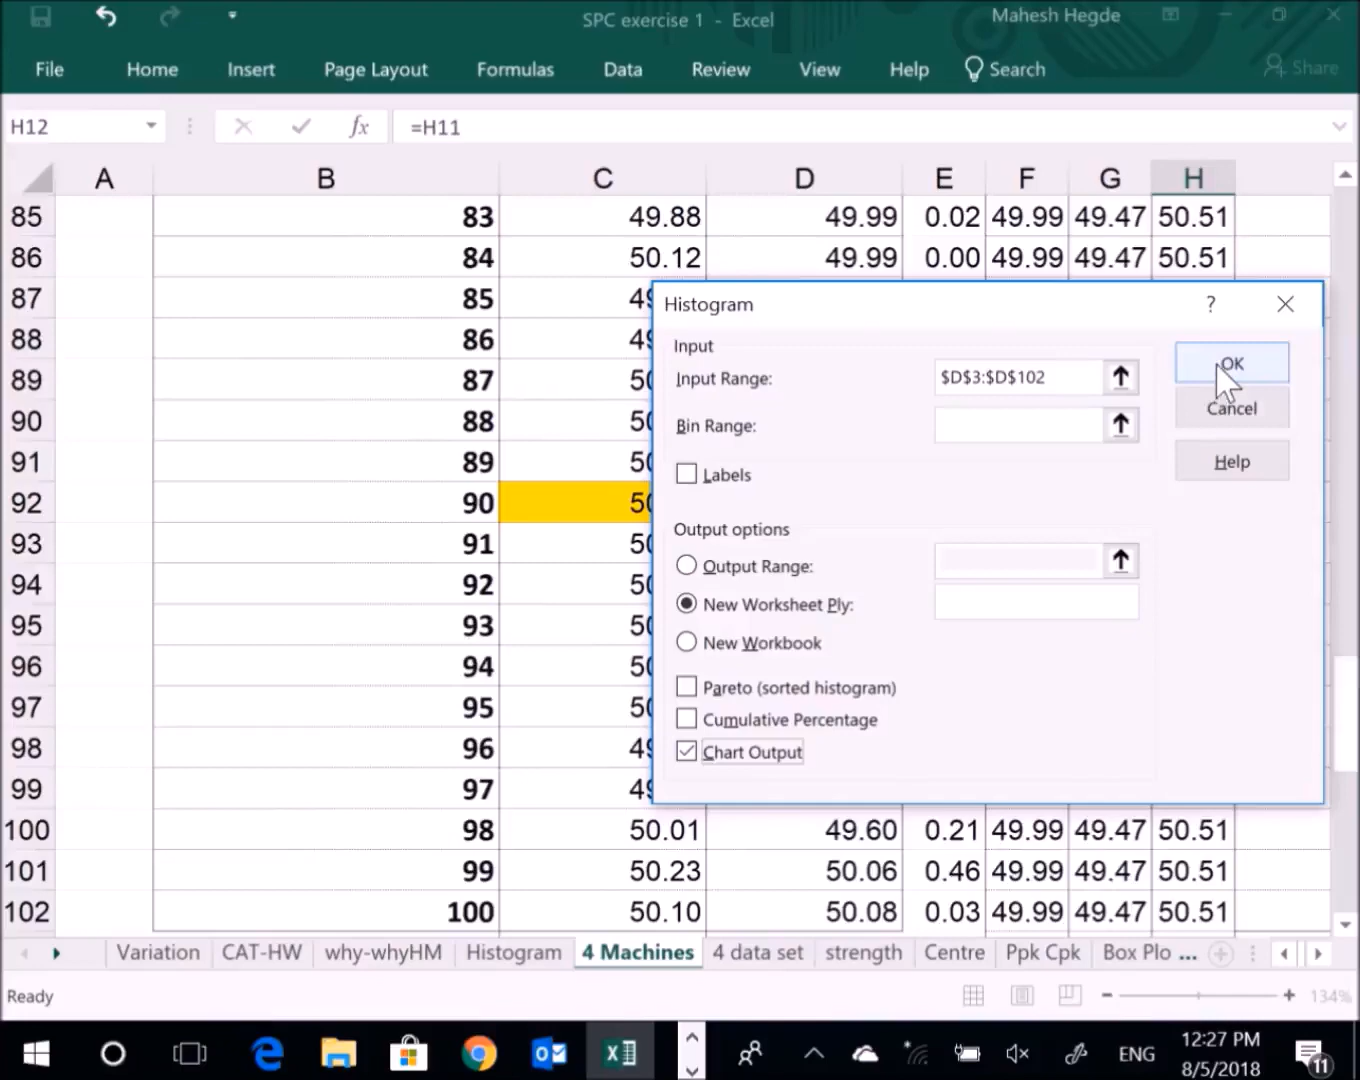 SPC exercise 1 - Excel
Mahesh Hegde
File Home Insert Page Layout Formulas Data Review View Help Search Share
H12 fx =H11
A B C D E F G H
85 83 49.88 49.99 0.02 49.99 49.47 50.51
86 84 50.12 49.99 0.00 49.99 49.47 50.51
87 85
88 86
89 87
90 88
91 89
92 90
93 91
94 92
95 93
96 94
97 95
98 96
99 97
100 98 50.01 49.60 0.21 49.99 49.47 50.51
101 99 50.23 50.06 0.46 49.99 49.47 50.51
102 100 50.10 50.08 0.03 49.99 49.47 50.51
Histogram ?
Input
Input Range: $D$3:$D$102
Bin Range:
Labels
Output options
Output Range:
New Worksheet Ply:
New Workbook
Pareto (sorted histogram)
Cumulative Percentage
Chart Output
OK
Cancel
Help
Variation CAT-HW why-whyHM Histogram 4 Machines 4 data set strength Centre Ppk Cpk Box Plo ...
Ready
134%
ENG
12:27 PM
8/5/2018
11